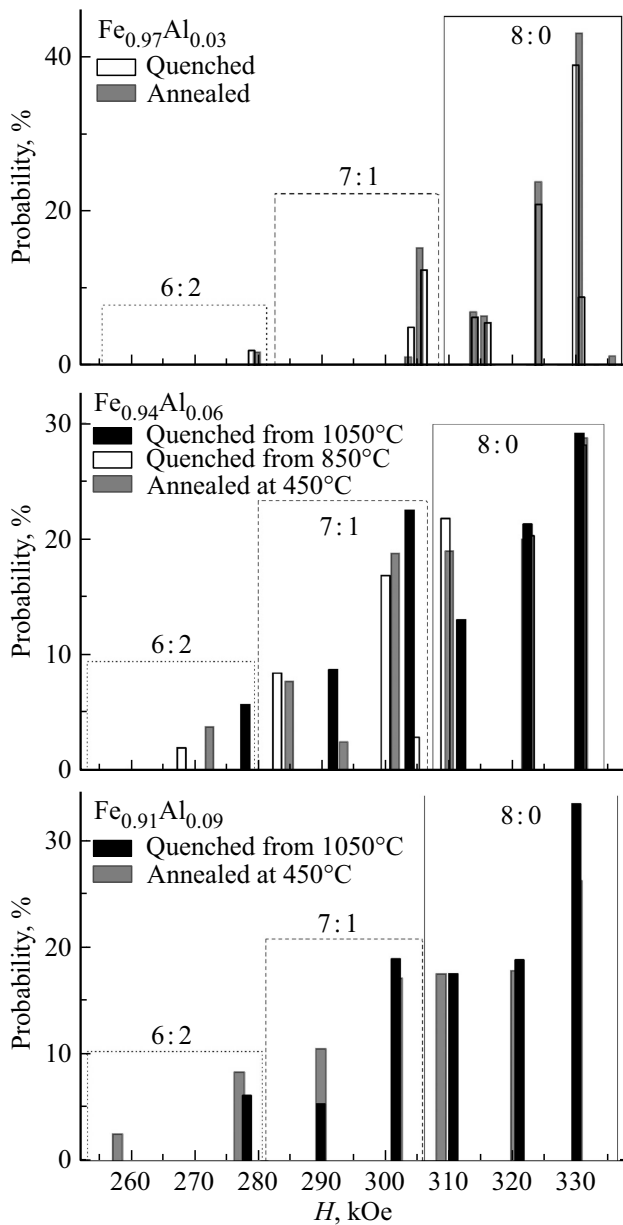 Fe0.97Al0.03
Quenched
Annealed
8:0
7:1
6:2
40
20
0
Probability, %
Fe0.94Al0.06
Quenched from 1050°C
Quenched from 850°C
Annealed at 450°C
8:0
7:1
6:2
30
20
10
0
Probability, %
Fe0.91Al0.09
Quenched from 1050°C
Annealed at 450°C
8:0
7:1
6:2
30
20
10
0
Probability, %
260 270 280 290 300 310 320 330
H, kOe